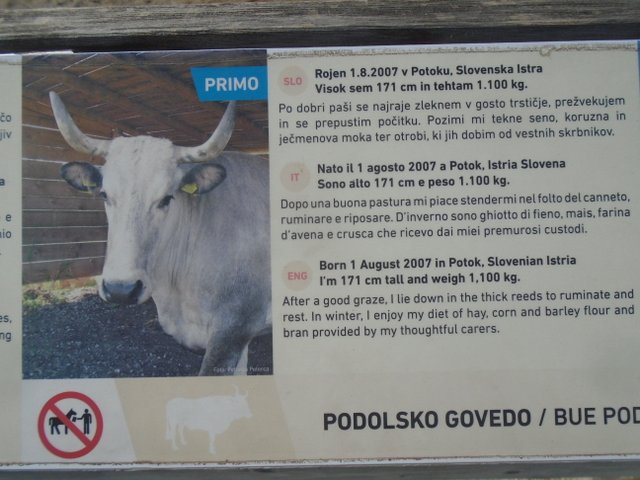 PRIMO
SLO
Rojen 1.8.2007 v Potoku, Slovenska Istra
Visok sem 171 cm in tehtam 1.100 kg.
Po dobri paši se najraje zleknem v gosto trstičje, prežvekujem
in se prepustim počitku. Pozimi mi tekne seno, koruzna in
ječmenova moka ter otrobi, ki jih dobim od vestnih skrbnikov.
IT
Nato il 1 agosto 2007 a Potok, Istria Slovena
Sono alto 171 cm e peso 1.100 kg.
Dopo una buona pastura mi piace stendermi nel folto del canneto,
ruminare e riposare. D'inverno sono ghiotto di fieno, mais, farina
d'avena e crusca che ricevo dai miei premurosi custodi.
ENG
Born 1 August 2007 in Potok, Slovenian Istria
I'm 171 cm tall and weigh 1,100 kg.
After a good graze, I lie down in the thick reeds to ruminate and
rest. In winter, I enjoy my diet of hay, corn and barley flour and
bran provided by my thoughtful carers.
PODOLSKO GOVEDO / BUE POD